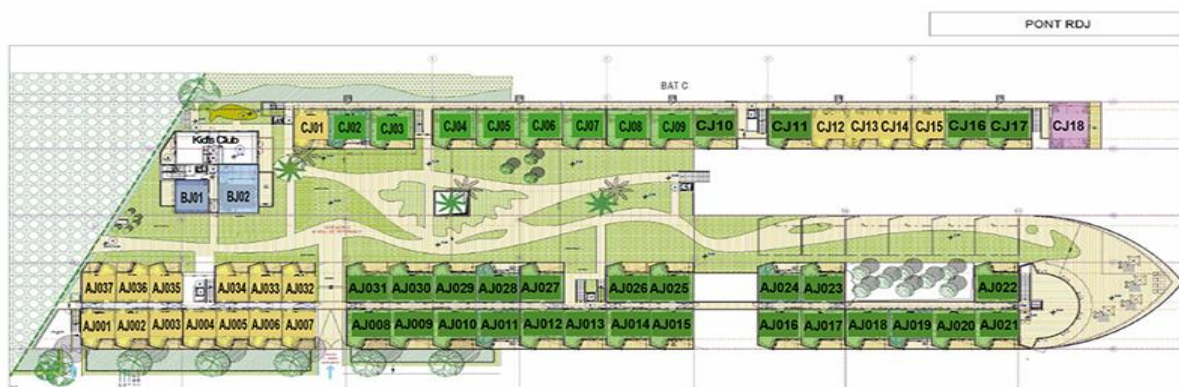 PONT RDJ
BAT C
CJ01 CJ02 CJ03 CJ04 CJ05 CJ06 CJ07 CJ08 CJ09 CJ10 CJ11 CJ12 CJ13 CJ14 CJ15 CJ16 CJ17 CJ18
Kid's Club
BJ01 BJ02
AJ037 AJ036 AJ035 AJ034 AJ033 AJ032 AJ031 AJ030 AJ029 AJ028 AJ027 AJ026 AJ025 AJ024 AJ023 AJ022
AJ001 AJ002 AJ003 AJ004 AJ005 AJ006 AJ007 AJ008 AJ009 AJ010 AJ011 AJ012 AJ013 AJ014 AJ015 AJ016 AJ017 AJ018 AJ019 AJ020 AJ021